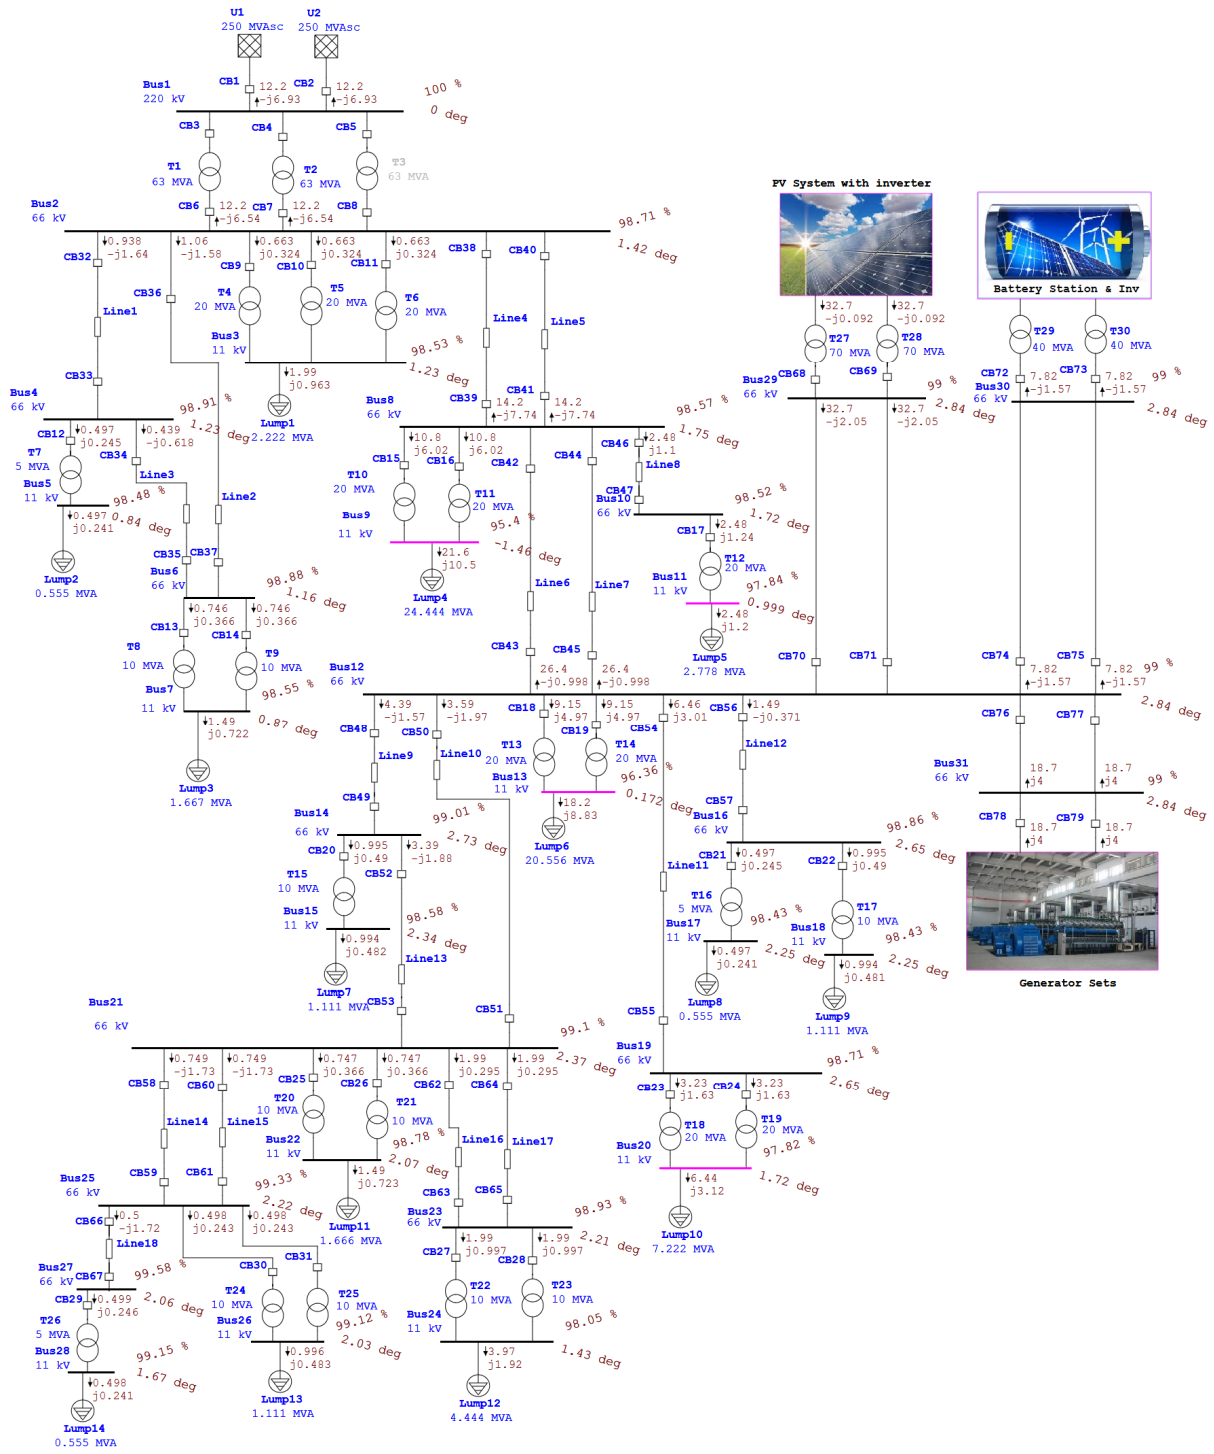 U1
250 MVAsc
U2
250 MVAsc
CB1
12.2
-j6.93
CB2
12.2
-j6.93
Bus1
220 kV
100 %
0 deg
CB3
CB4
CB5
T1
63 MVA
T2
63 MVA
T3
63 MVA
CB6
12.2
-j6.54
CB7
12.2
-j6.54
CB8
Bus2
66 kV
98.71 %
1.42 deg
0.938
-j1.64
1.06
-j1.58
0.663
j0.324
0.663
j0.324
0.663
j0.324
CB32
CB36
CB9
CB10
CB11
CB38
CB40
T4
20 MVA
T5
20 MVA
T6
20 MVA
Line1
Line4
Line5
Bus3
11 kV
98.53 %
1.23 deg
1.99
j0.963
Lump1
2.222 MVA
CB33
Bus4
66 kV
98.91 %
1.23 deg
CB12
0.497
j0.245
0.439
-j0.618
CB34
T7
5 MVA
Bus5
11 kV
98.48 %
0.84 deg
0.497
j0.241
Lump2
0.555 MVA
Line3
Line2
CB35
CB37
Bus6
66 kV
98.88 %
1.16 deg
0.746
j0.366
0.746
j0.366
CB13
CB14
T8
10 MVA
T9
10 MVA
Bus7
11 kV
98.55 %
0.87 deg
1.49
j0.722
Lump3
1.667 MVA
CB39
14.2
-j7.74
CB41
14.2
-j7.74
Bus8
66 kV
98.57 %
1.75 deg
10.8
j6.02
10.8
j6.02
CB15
CB16
CB42
CB44
CB46
2.48
j1.1
T10
20 MVA
T11
20 MVA
Bus9
11 kV
95.4 %
-1.46 deg
21.6
j10.5
Lump4
24.444 MVA
Line8
CB47
Bus10
66 kV
98.52 %
1.72 deg
CB17
2.48
j1.24
T12
20 MVA
Bus11
11 kV
97.84 %
0.999 deg
2.48
j1.2
Lump5
2.778 MVA
Line6
Line7
CB43
CB45
26.4
-j0.998
26.4
-j0.998
PV System with inverter
32.7
-j0.092
32.7
-j0.092
T27
70 MVA
T28
70 MVA
CB68
CB69
Bus29
66 kV
99 %
2.84 deg
32.7
-j2.05
32.7
-j2.05
CB70
CB71
Battery Station & Inv
T29
40 MVA
T30
40 MVA
CB72
7.82
-j1.57
CB73
7.82
-j1.57
Bus30
66 kV
99 %
2.84 deg
CB74
7.82
-j1.57
CB75
7.82
-j1.57
Bus12
66 kV
99 %
2.84 deg
4.39
-j1.57
3.59
-j1.97
9.15
j4.97
9.15
j4.97
6.46
j3.01
1.49
-j0.371
CB48
CB50
CB18
CB19
CB54
CB56
CB76
CB77
Line9
Line10
T13
20 MVA
T14
20 MVA
Line12
Bus13
11 kV
96.36 %
0.172 deg
18.2
j8.83
Lump6
20.556 MVA
Bus31
66 kV
18.7
j4
18.7
j4
99 %
2.84 deg
CB78
18.7
j4
CB79
18.7
j4
Generator Sets
CB49
Bus14
66 kV
99.01 %
2.73 deg
CB20
0.995
j0.49
3.39
-j1.88
CB52
T15
10 MVA
Bus15
11 kV
98.58 %
2.34 deg
0.994
j0.482
Lump7
1.111 MVA
Line13
CB53
CB51
CB57
Bus16
66 kV
98.86 %
2.65 deg
CB21
0.497
j0.245
CB22
0.995
j0.49
Line11
T16
5 MVA
T17
10 MVA
Bus17
11 kV
98.43 %
2.25 deg
Bus18
11 kV
98.43 %
2.25 deg
0.497
j0.241
0.994
j0.481
Lump8
0.555 MVA
Lump9
1.111 MVA
CB55
Bus19
66 kV
98.71 %
2.65 deg
CB23
3.23
j1.63
CB24
3.23
j1.63
T18
20 MVA
T19
20 MVA
Bus20
11 kV
97.82 %
1.72 deg
6.44
j3.12
Lump10
7.222 MVA
Bus21
66 kV
99.1 %
2.37 deg
0.749
-j1.73
0.749
-j1.73
0.747
j0.366
0.747
j0.366
1.99
j0.295
1.99
j0.295
CB58
CB60
CB25
CB26
CB62
CB64
T20
10 MVA
T21
10 MVA
Line14
Line15
Line16
Line17
Bus22
11 kV
98.78 %
2.07 deg
1.49
j0.723
Lump11
1.666 MVA
CB59
CB61
CB63
CB65
Bus25
66 kV
99.33 %
2.22 deg
CB66
0.5
-j1.72
0.498
j0.243
0.498
j0.243
Line18
CB30
CB31
Bus27
66 kV
CB67
99.58 %
2.06 deg
CB29
0.499
j0.246
T26
5 MVA
Bus28
11 kV
99.15 %
1.67 deg
0.498
j0.241
Lump14
0.555 MVA
T24
10 MVA
T25
10 MVA
Bus26
11 kV
99.12 %
2.03 deg
0.996
j0.483
Lump13
1.111 MVA
Bus23
66 kV
98.93 %
2.21 deg
CB27
1.99
j0.997
CB28
1.99
j0.997
T22
10 MVA
T23
10 MVA
Bus24
11 kV
98.05 %
1.43 deg
3.97
j1.92
Lump12
4.444 MVA